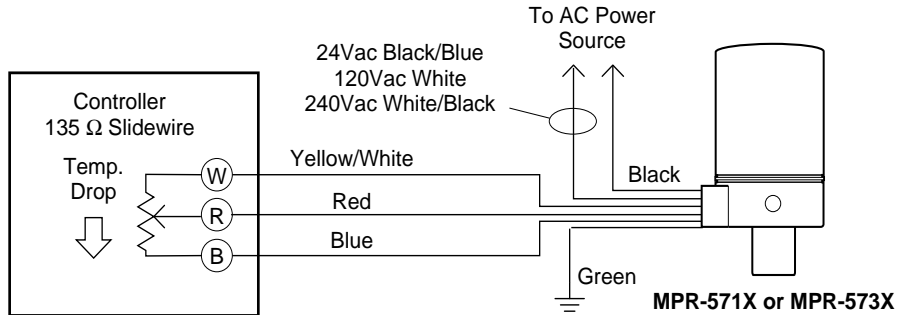 To AC Power
Source
24Vac Black/Blue
120Vac White
240Vac White/Black
Controller
135 Ω Slidewire
Temp.
Drop
W
R
B
Yellow/White
Red
Blue
Black
Green
MPR-571X or MPR-573X